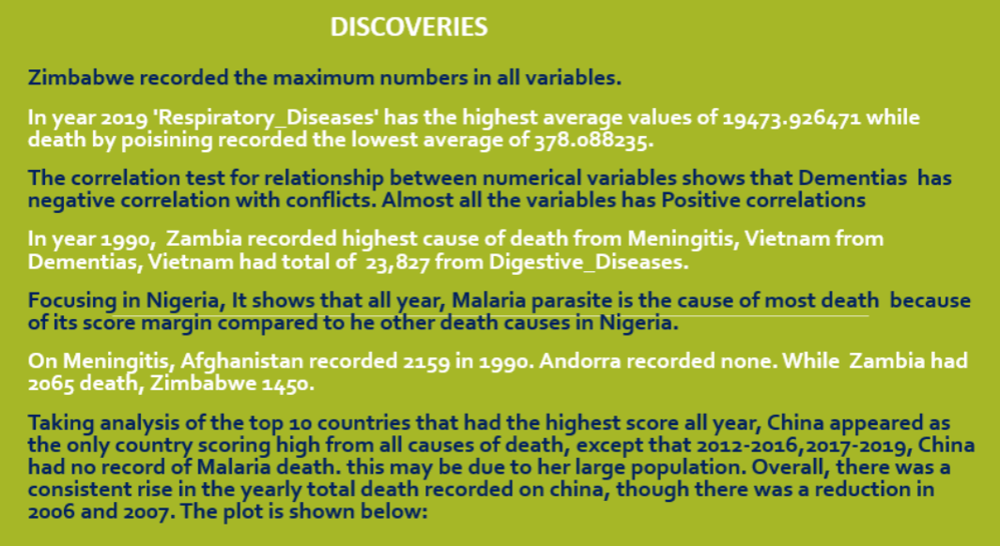 DISCOVERIES
Zimbabwe recorded the maximum numbers in all variables.
In year 2019 'Respiratory_Diseases' has the highest average values of 19473.926471 while
death by poisining recorded the lowest average of 378.088235.
The correlation test for relationship between numerical variables shows that Dementias has
negative correlation with conflicts. Almost all the variables has Positive correlations
In year 1990, Zambia recorded highest cause of death from Meningitis, Vietnam from
Dementias, Vietnam had total of 23,827 from Digestive_Diseases.
Focusing in Nigeria, It shows that all year, Malaria parasite is the cause of most death because
of its score margin compared to he other death causes in Nigeria.
On Meningitis, Afghanistan recorded 2159 in 1990. Andorra recorded none. While Zambia had
2065 death, Zimbabwe 1450.
Taking analysis of the top 10 countries that had the highest score all year, China appeared as
the only country scoring high from all causes of death, except that 2012-2016,2017-2019, China
had no record of Malaria death. this may be due to her large population. Overall, there was a
consistent rise in the yearly total death recorded on china, though there was a reduction in
2006 and 2007. The plot is shown below: